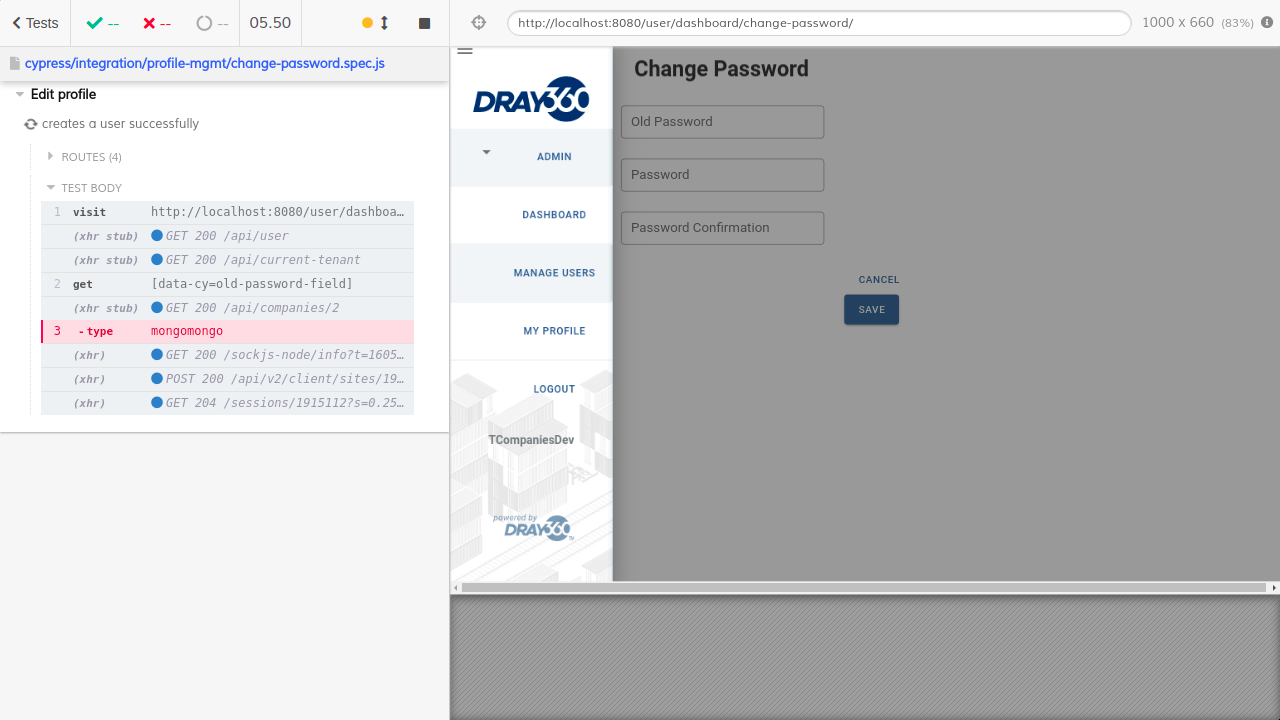 Tests -- -- -- 05.50
http://localhost:8080/user/dashboard/change-password/
1000 x 660 (83%)
cypress/integration/profile-mgmt/change-password.spec.js
Edit profile
creates a user successfully
ROUTES (4)
TEST BODY
1 visit http://localhost:8080/user/dashboa…
(xhr stub) GET 200 /api/user
(xhr stub) GET 200 /api/current-tenant
2 get [data-cy=old-password-field]
(xhr stub) GET 200 /api/companies/2
3 -type mongomongo
(xhr) GET 200 /sockjs-node/info?t=1605…
(xhr) POST 200 /api/v2/client/sites/19…
(xhr) GET 204 /sessions/1915112?s=0.25…
DRAY360
ADMIN
DASHBOARD
MANAGE USERS
MY PROFILE
LOGOUT
TCompaniesDev
powered by
DRAY360
Change Password
Old Password
Password
Password Confirmation
CANCEL
SAVE